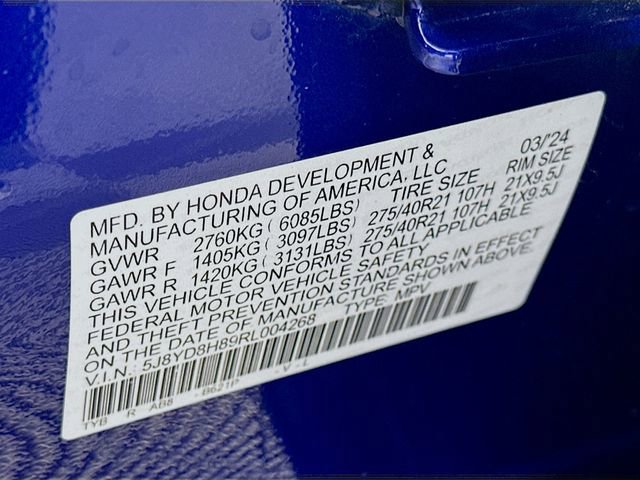 MFD. BY HONDA DEVELOPMENT &
MANUFACTURING OF AMERICA, LLC 03/'24
GVWR 2760KG ( 6085LBS) TIRE SIZE RIM SIZE
GAWR F 1405KG ( 3097LBS) 275/40R21 107H 21X9.5J
GAWR R 1420KG ( 3131LBS) 275/40R21 107H 21X9.5J
THIS VEHICLE CONFORMS TO ALL APPLICABLE
FEDERAL MOTOR VEHICLE SAFETY
AND THEFT PREVENTION STANDARDS IN EFFECT
ON THE DATE OF MANUFACTURE SHOWN ABOVE.
V.I.N.: 5J8YD8H89RL004268 TYPE: MPV
TYB R AB8 - B621P - V - L